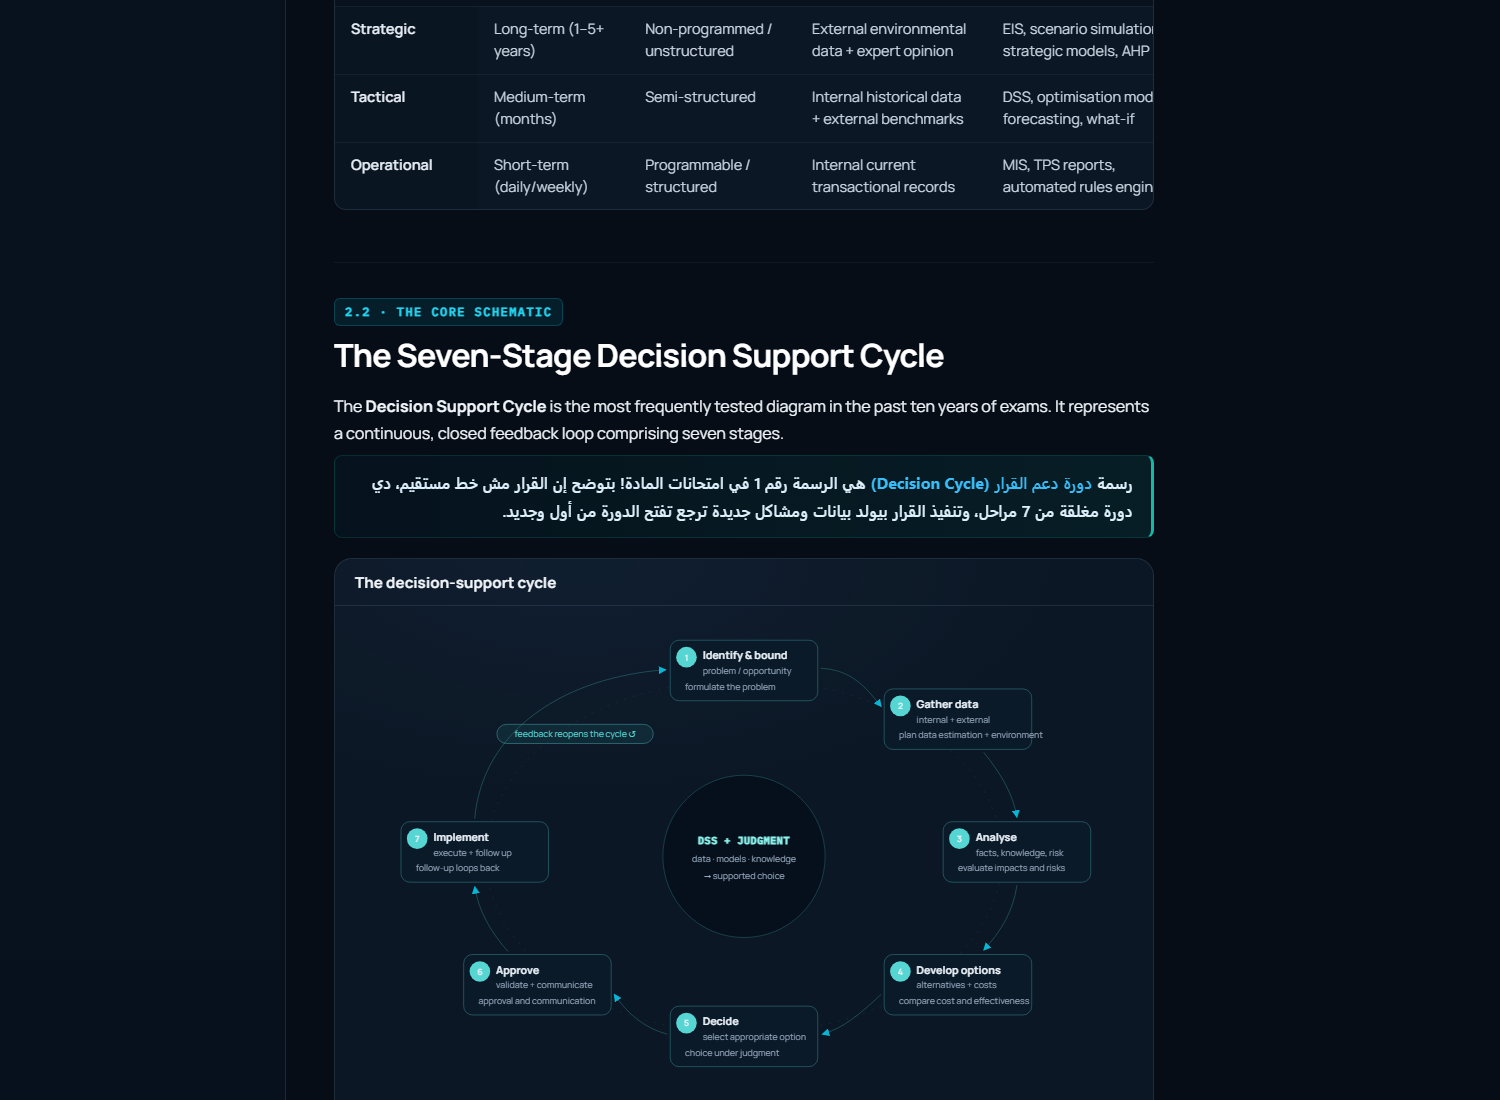 Strategic
Long-term (1–5+
years)
Non-programmed /
unstructured
External environmental
data + expert opinion
EIS, scenario simulation
strategic models, AHP
Tactical
Medium-term
(months)
Semi-structured
Internal historical data
+ external benchmarks
DSS, optimisation mod
forecasting, what-if
Operational
Short-term
(daily/weekly)
Programmable /
structured
Internal current
transactional records
MIS, TPS reports,
automated rules engin
2.2 · THE CORE SCHEMATIC
The Seven-Stage Decision Support Cycle
The Decision Support Cycle is the most frequently tested diagram in the past ten years of exams. It represents
a continuous, closed feedback loop comprising seven stages.
رسمة دورة دعم القرار (Decision Cycle) هي الرسمة رقم 1 في امتحانات المادة! بتوضح إن القرار مش خط مستقيم، دي
دورة مغلقة من 7 مراحل، وتنفيذ القرار بيولد بيانات ومشاكل جديدة ترجع تفتح الدورة من أول وجديد.
The decision-support cycle
1
Identify & bound
problem / opportunity
formulate the problem
2
Gather data
internal + external
plan data estimation + environment
feedback reopens the cycle ↺
3
Analyse
facts, knowledge, risk
evaluate impacts and risks
7
Implement
execute + follow up
follow-up loops back
DSS + JUDGMENT
data · models · knowledge
→ supported choice
4
Develop options
alternatives + costs
compare cost and effectiveness
6
Approve
validate + communicate
approval and communication
5
Decide
select appropriate option
choice under judgment